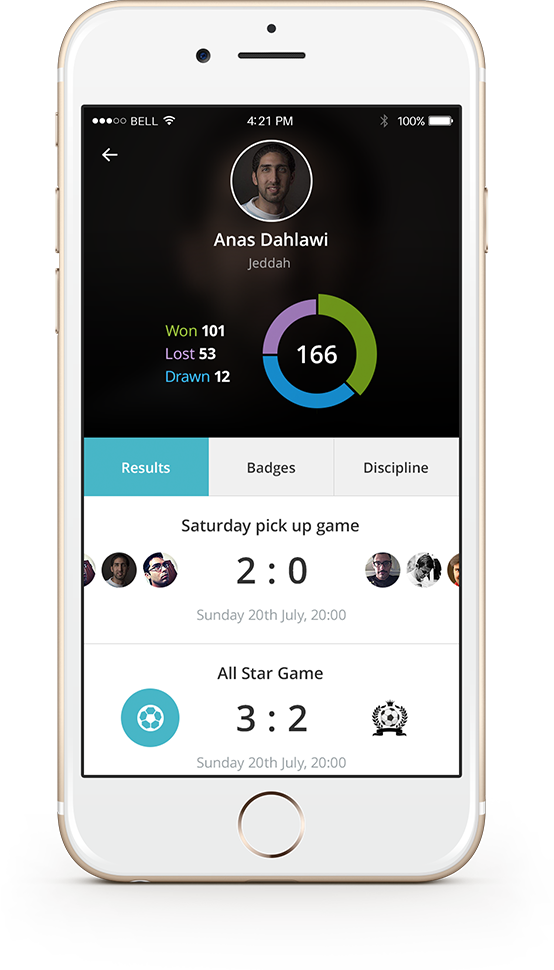 BELL 4:21 PM 100%
Anas Dahlawi
Jeddah
Won 101
Lost 53
Drawn 12
166
Results Badges Discipline
Saturday pick up game
2 : 0
Sunday 20th July, 20:00
All Star Game
3 : 2
Sunday 20th July, 20:00